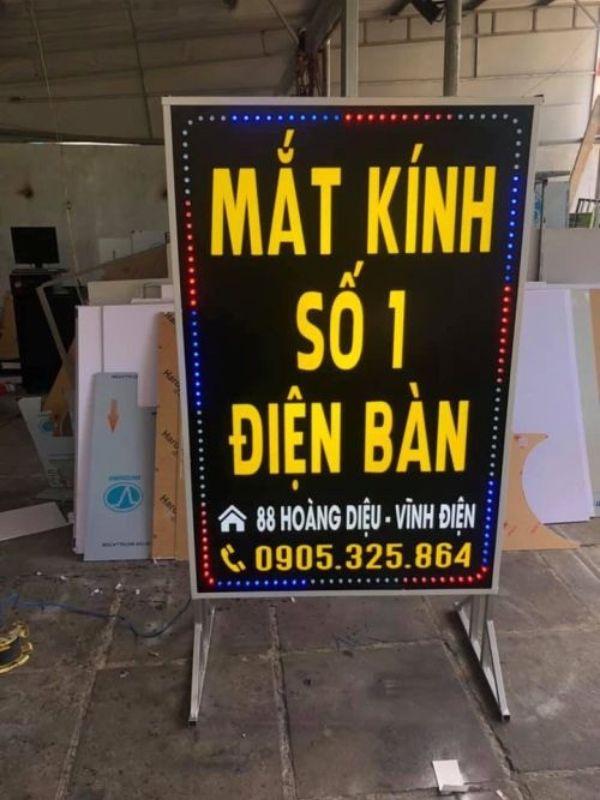 MẮT KÍNH
SỐ 1
ĐIỆN BÀN
88 HOÀNG DIỆU - VĨNH ĐIỆN
0905.325.864